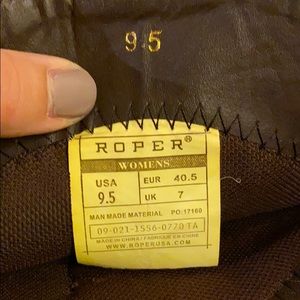 9.5
ROPER®
WOMENS'
USA EUR 40.5
9.5 UK 7
MAN MADE MATERIAL PO:17160
09-021-1556-0770 TA
MADE IN CHINA / FABRIQUE EN CHINE
WWW.ROPERUSA.COM